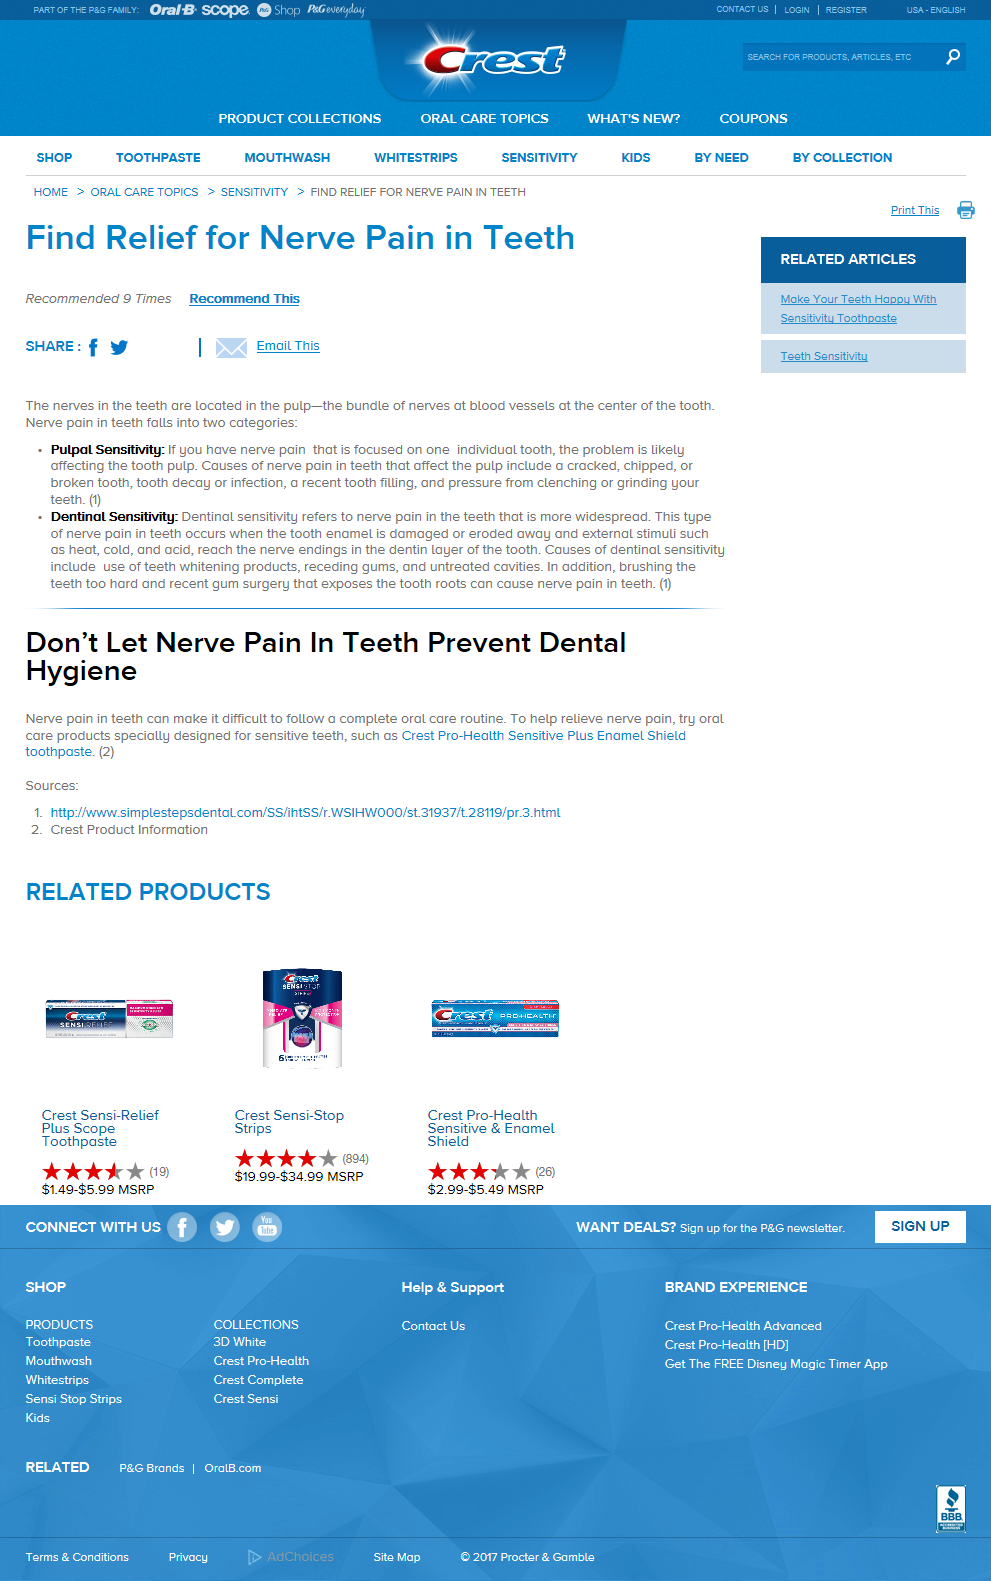 PART OF THE P&G FAMILY: Oral-B scope. P&G Shop P&G everyday
CONTACT US | LOGIN | REGISTER USA - ENGLISH
Crest
SEARCH FOR PRODUCTS, ARTICLES, ETC
PRODUCT COLLECTIONS ORAL CARE TOPICS WHAT'S NEW? COUPONS
SHOP TOOTHPASTE MOUTHWASH WHITESTRIPS SENSITIVITY KIDS BY NEED BY COLLECTION
HOME > ORAL CARE TOPICS > SENSITIVITY > FIND RELIEF FOR NERVE PAIN IN TEETH
Print This
Find Relief for Nerve Pain in Teeth
RELATED ARTICLES
Make Your Teeth Happy With
Sensitivity Toothpaste
Teeth Sensitivity
Recommended 9 Times Recommend This
SHARE : | Email This
The nerves in the teeth are located in the pulp—the bundle of nerves at blood vessels at the center of the tooth.
Nerve pain in teeth falls into two categories:
• Pulpal Sensitivity: If you have nerve pain that is focused on one individual tooth, the problem is likely
affecting the tooth pulp. Causes of nerve pain in teeth that affect the pulp include a cracked, chipped, or
broken tooth, tooth decay or infection, a recent tooth filling, and pressure from clenching or grinding your
teeth. (1)
• Dentinal Sensitivity: Dentinal sensitivity refers to nerve pain in the teeth that is more widespread. This type
of nerve pain in teeth occurs when the tooth enamel is damaged or eroded away and external stimuli such
as heat, cold, and acid, reach the nerve endings in the dentin layer of the tooth. Causes of dentinal sensitivity
include use of teeth whitening products, receding gums, and untreated cavities. In addition, brushing the
teeth too hard and recent gum surgery that exposes the tooth roots can cause nerve pain in teeth. (1)
Don't Let Nerve Pain In Teeth Prevent Dental
Hygiene
Nerve pain in teeth can make it difficult to follow a complete oral care routine. To help relieve nerve pain, try oral
care products specially designed for sensitive teeth, such as Crest Pro-Health Sensitive Plus Enamel Shield
toothpaste. (2)
Sources:
1. http://www.simplestepsdental.com/SS/ihtSS/r.WSIHW000/st.31937/t.28119/pr.3.html
2. Crest Product Information
RELATED PRODUCTS
Crest
SENSI-RELIEF
Crest
SENSI-STOP
STRIPS
Crest PRO-HEALTH
Crest Sensi-Relief
Plus Scope
Toothpaste
(19)
$1.49-$5.99 MSRP
Crest Sensi-Stop
Strips
(894)
$19.99-$34.99 MSRP
Crest Pro-Health
Sensitive & Enamel
Shield
(26)
$2.99-$5.49 MSRP
CONNECT WITH US You Tube WANT DEALS? Sign up for the P&G newsletter. SIGN UP
SHOP
PRODUCTS
Toothpaste
Mouthwash
Whitestrips
Sensi Stop Strips
Kids
COLLECTIONS
3D White
Crest Pro-Health
Crest Complete
Crest Sensi
Help & Support
Contact Us
BRAND EXPERIENCE
Crest Pro-Health Advanced
Crest Pro-Health [HD]
Get The FREE Disney Magic Timer App
RELATED P&G Brands | OralB.com
BBB.
ACCREDITED
BUSINESS
Terms & Conditions Privacy AdChoices Site Map © 2017 Procter & Gamble